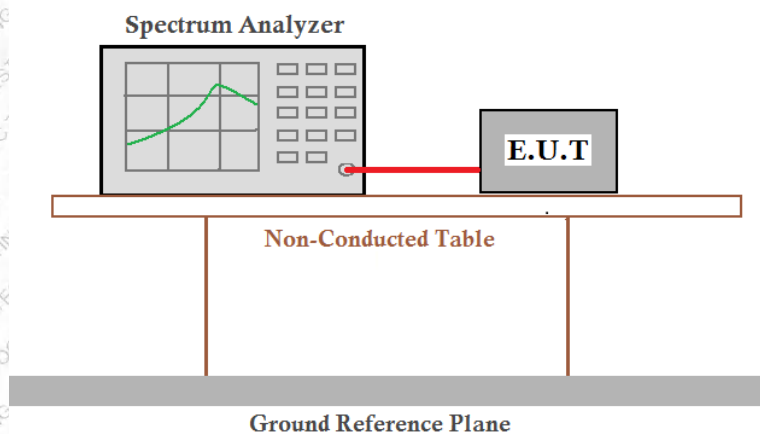 Spectrum Analyzer
E.U.T
Non-Conducted Table
Ground Reference Plane